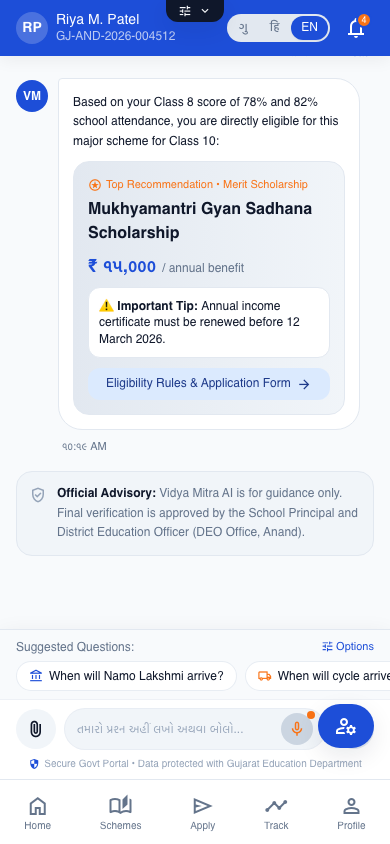 RP
Riya M. Patel
GJ-AND-2026-004512
ગુ
हि
EN
4
VM
Based on your Class 8 score of 78% and 82%
school attendance, you are directly eligible for this
major scheme for Class 10:
Top Recommendation • Merit Scholarship
Mukhyamantri Gyan Sadhana
Scholarship
₹ ૧૫,૦૦૦ / annual benefit
⚠️ Important Tip: Annual income
certificate must be renewed before 12
March 2026.
Eligibility Rules & Application Form →
૧૦:૧૯ AM
Official Advisory: Vidya Mitra AI is for guidance only.
Final verification is approved by the School Principal and
District Education Officer (DEO Office, Anand).
Suggested Questions:
Options
When will Namo Lakshmi arrive?
When will cycle arrive
તમારો પ્રશ્ન અહીં લખો અથવા બોલો...
Secure Govt Portal • Data protected with Gujarat Education Department
Home
Schemes
Apply
Track
Profile